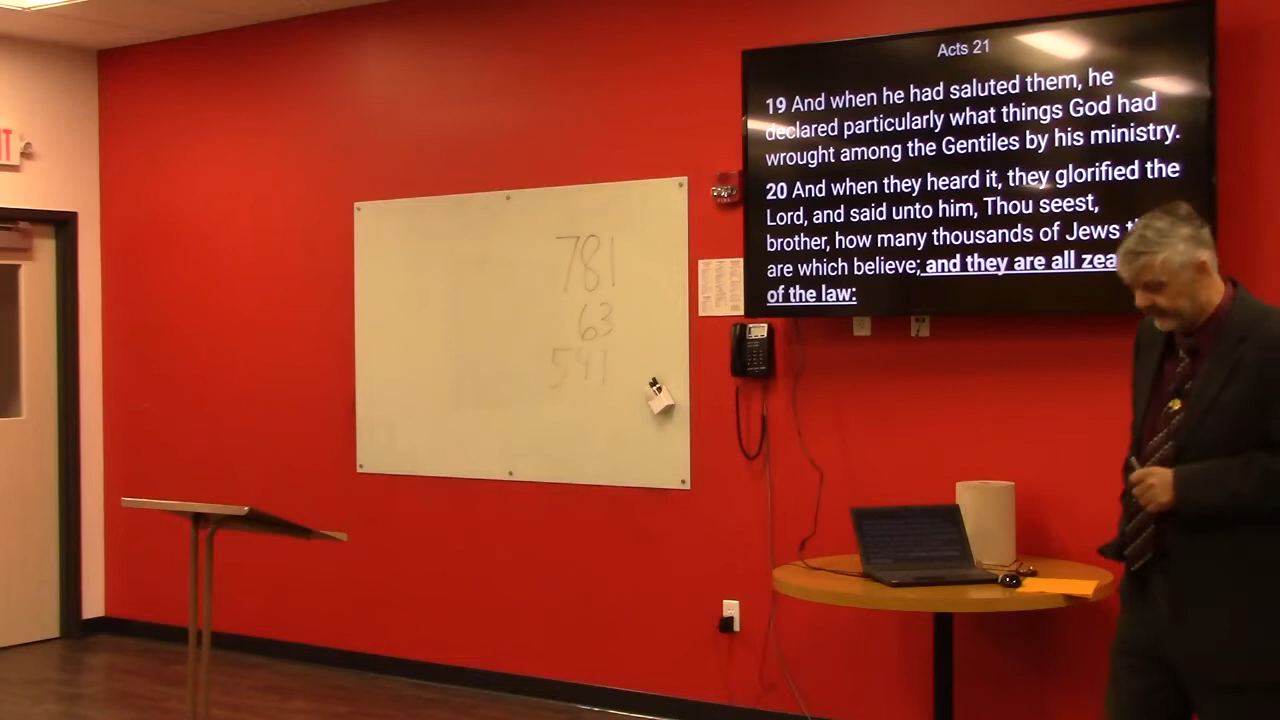 Acts 21
19 And when he had saluted them, he
declared particularly what things God had
wrought among the Gentiles by his ministry.
20 And when they heard it, they glorified the
Lord, and said unto him, Thou seest,
brother, how many thousands of Jews
are which believe; and they are all
of the law:
781
63
541